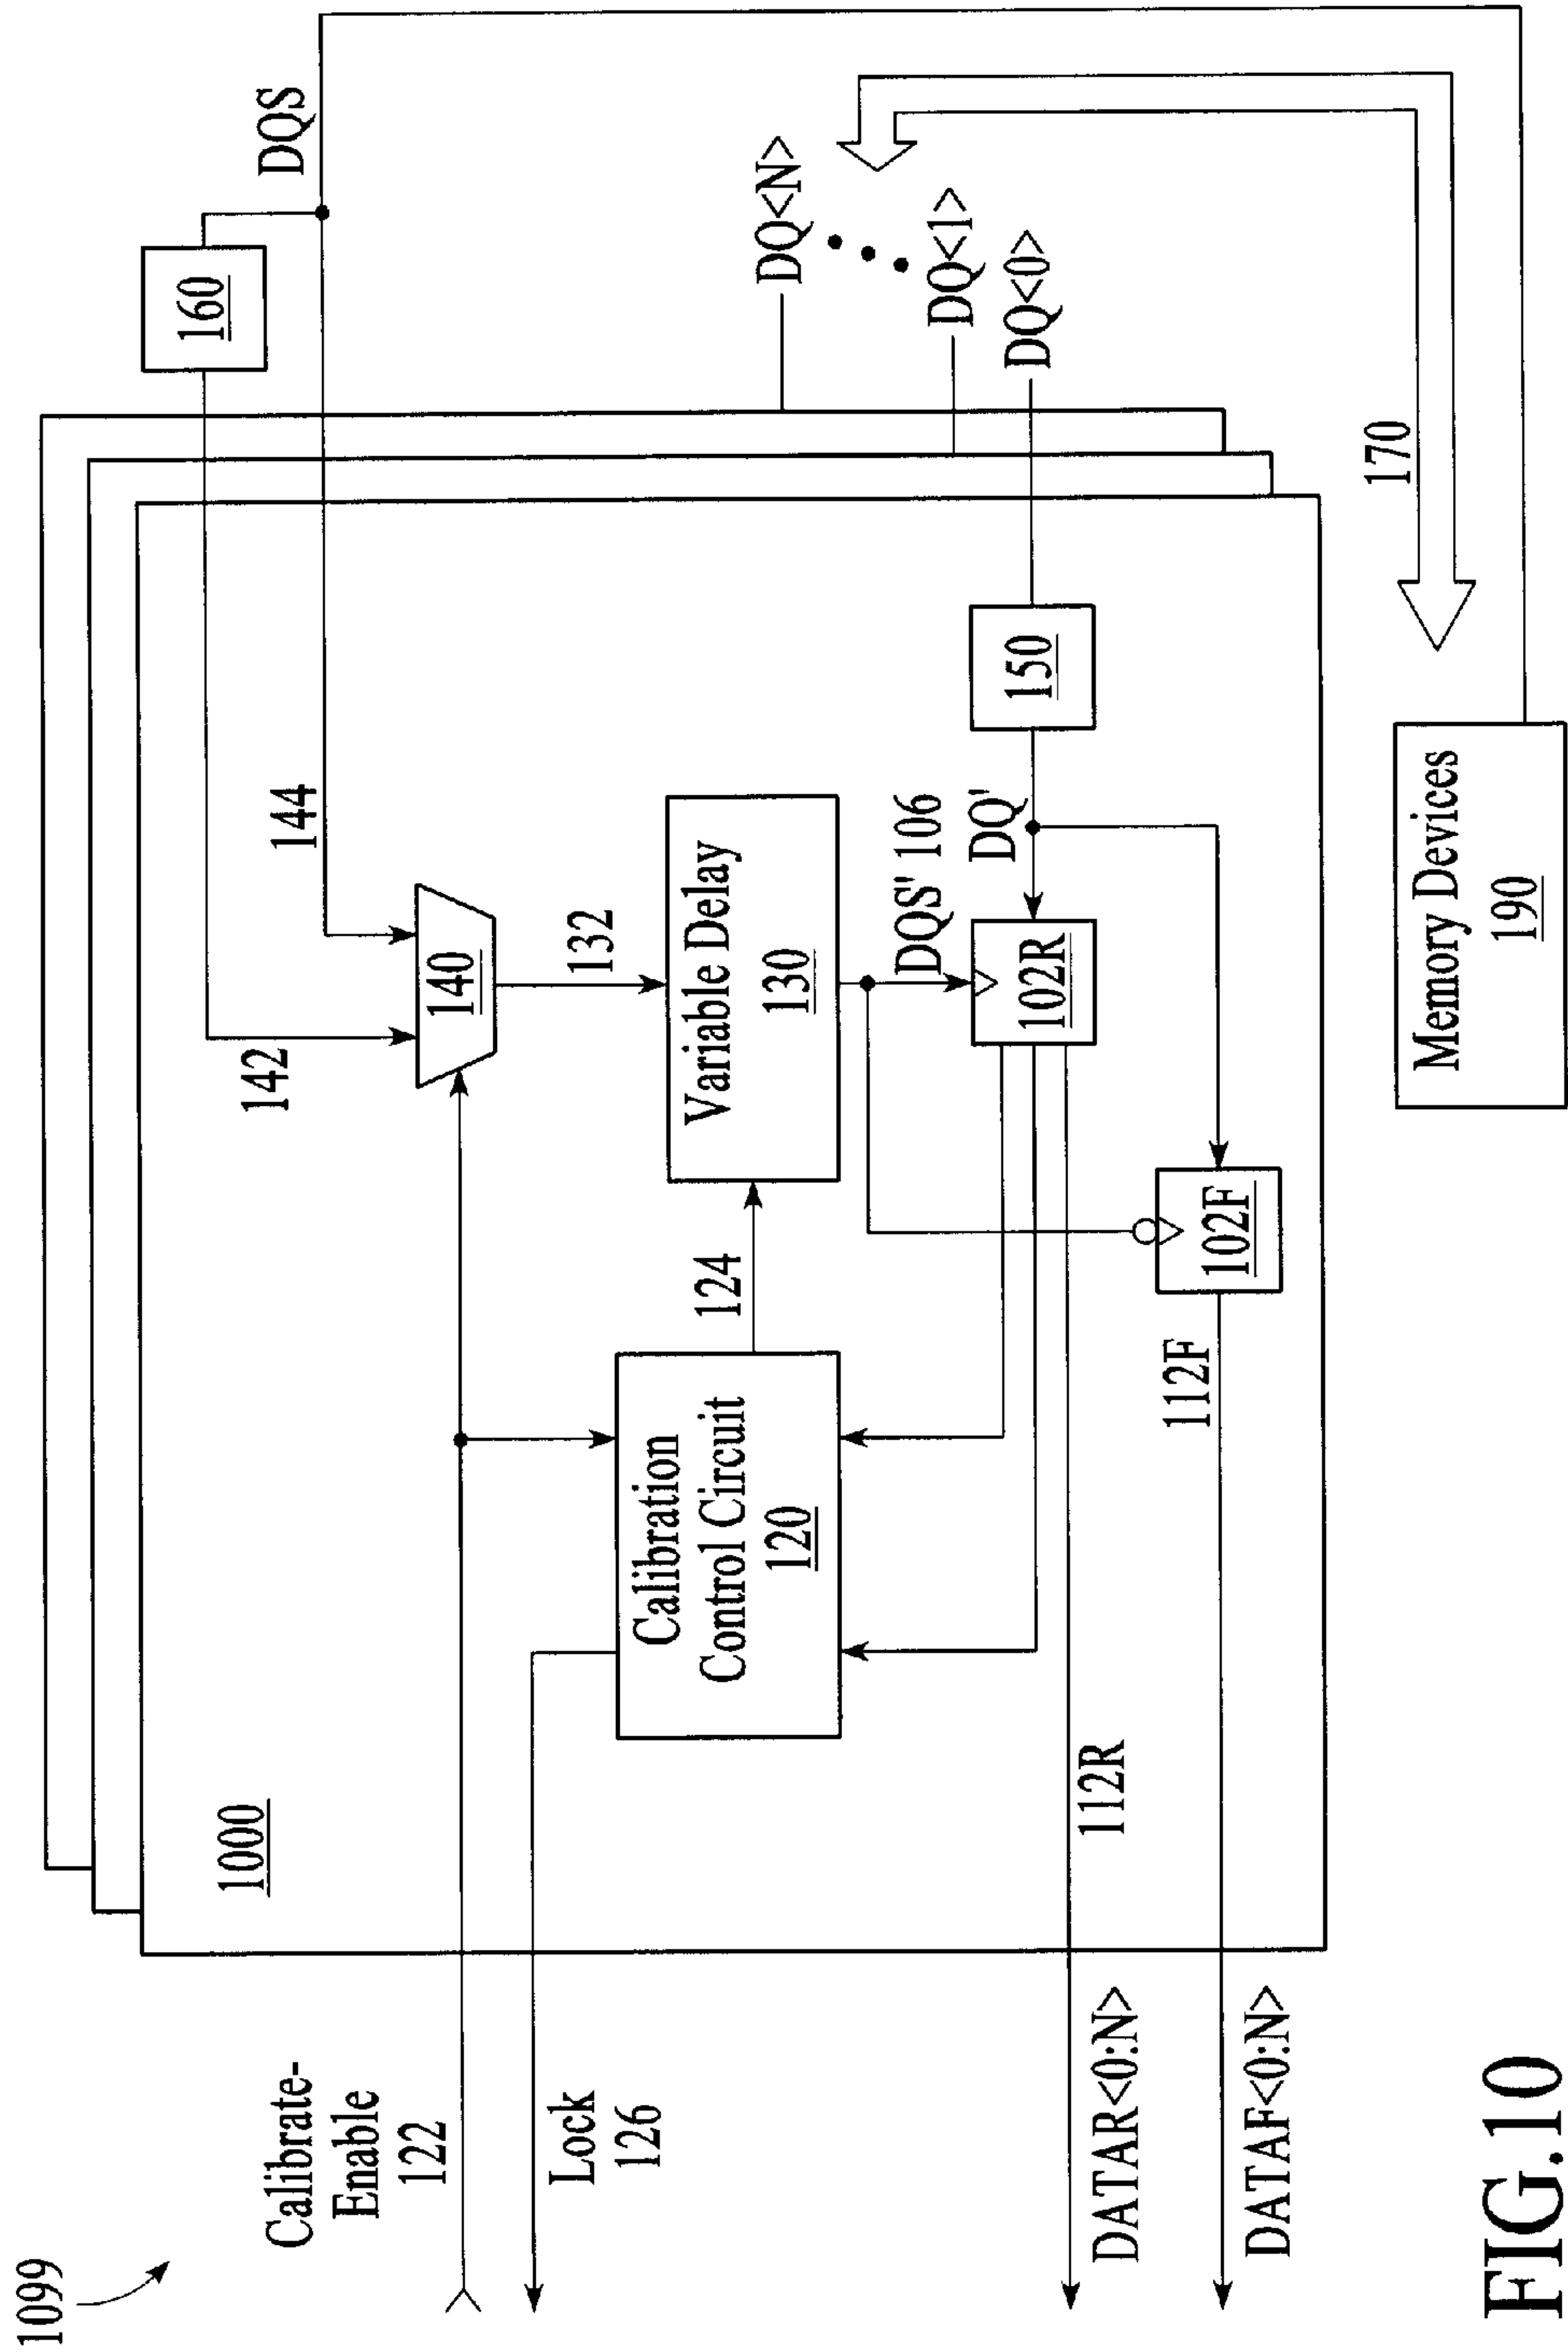 1099
Calibrate-
Enable
122
Lock
126
DATAR<0:N>
DATAF<0:N>
1000
112R
112F
Calibration
Control Circuit
120
124
142
144
140
132
Variable Delay
130
DQS' 106
DQ'
102R
102F
150
160
DQS
DQ<N>
DQ<1>
DQ<0>
170
Memory Devices
190
FIG.10